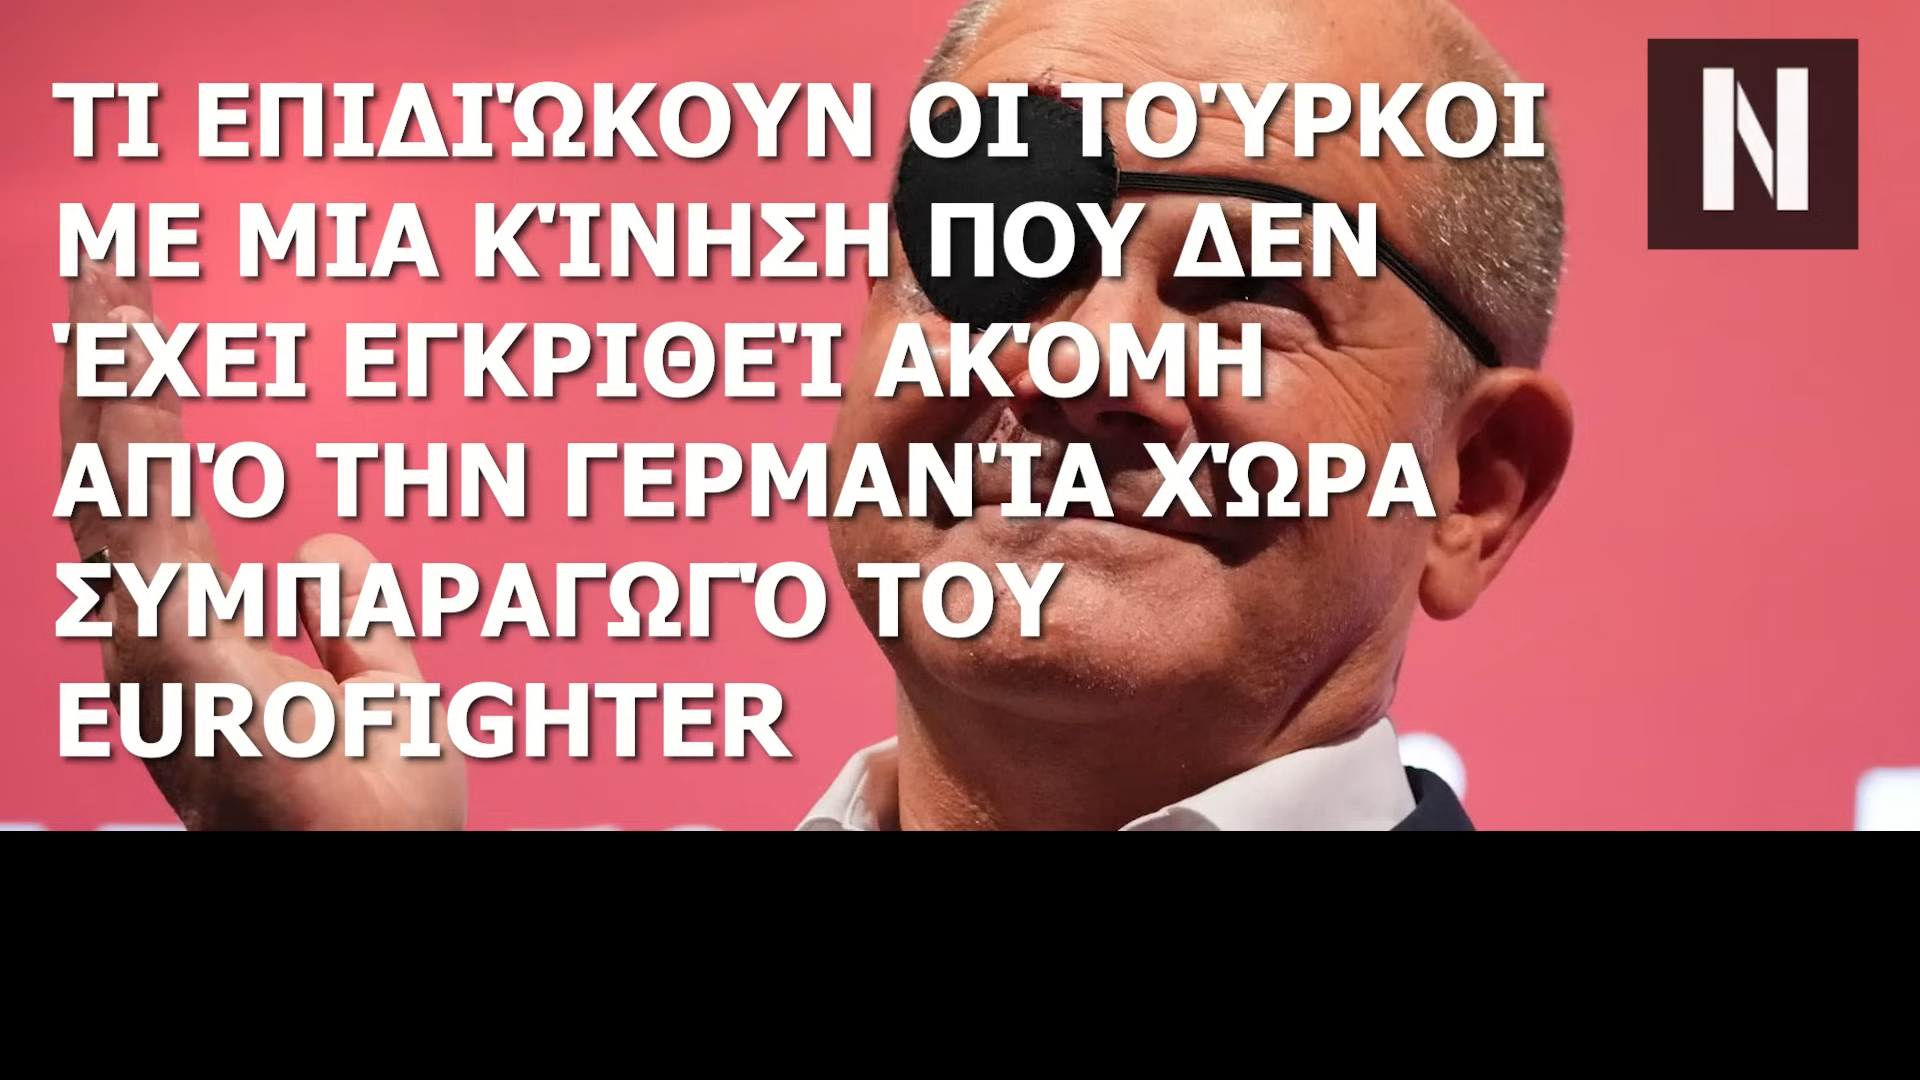 ΤΙ ΕΠΙΔΙΏΚΟΥΝ ΟΙ ΤΟΎΡΚΟΙ
ΜΕ ΜΙΑ ΚΊΝΗΣΗ ΠΟΥ ΔΕΝ
ΈΧΕΙ ΕΓΚΡΙΘΕΊ ΑΚΌΜΗ
ΑΠΌ ΤΗΝ ΓΕΡΜΑΝΊΑ ΧΏΡΑ
ΣΥΜΠΑΡΑΓΩΓΌ ΤΟΥ
EUROFIGHTER
N